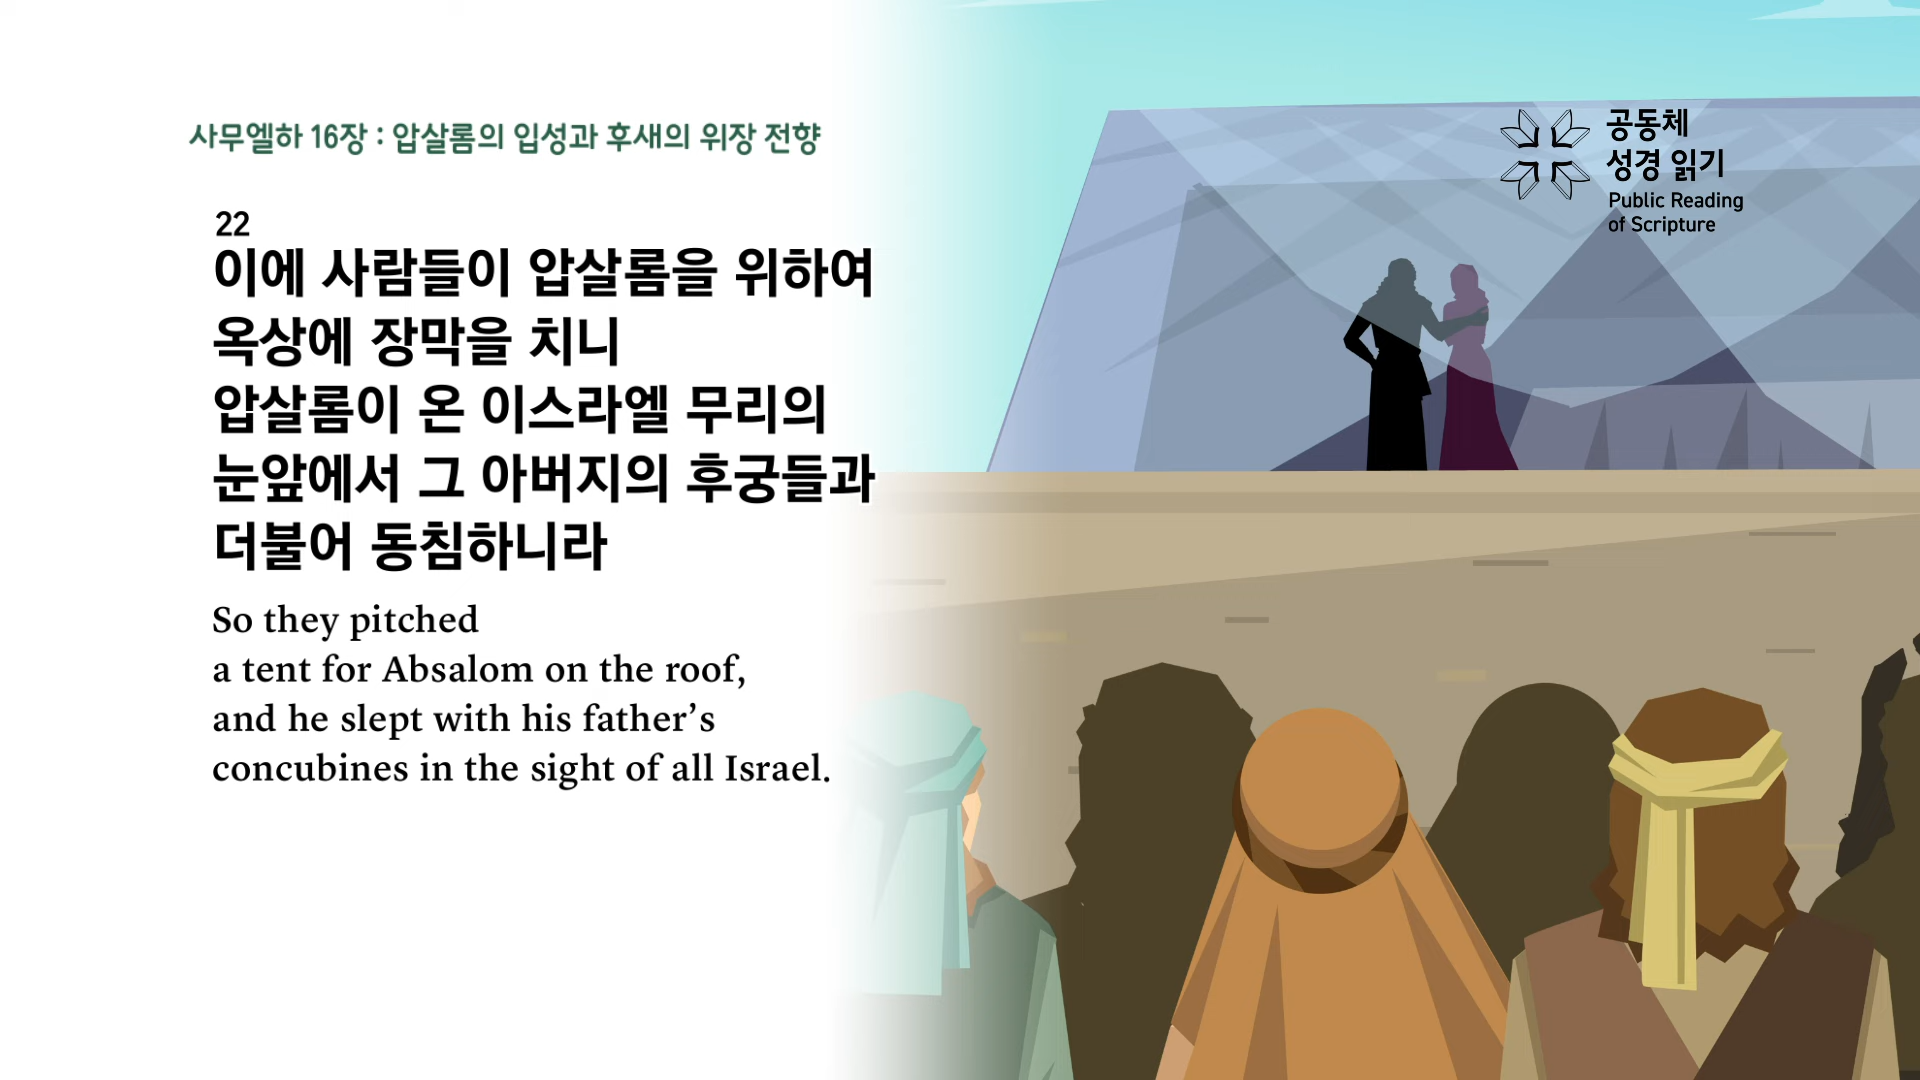 사무엘하 16장 : 압살롬의 입성과 후새의 위장 전향
22
이에 사람들이 압살롬을 위하여
옥상에 장막을 치니
압살롬이 온 이스라엘 무리의
눈앞에서 그 아버지의 후궁들과
더불어 동침하니라
So they pitched
a tent for Absalom on the roof,
and he slept with his father’s
concubines in the sight of all Israel.
공동체
성경 읽기
Public Reading
of Scripture